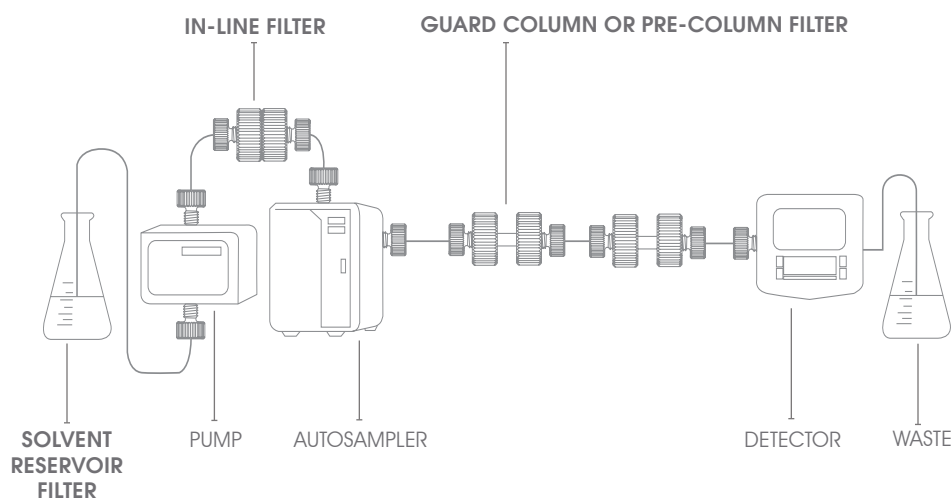 IN-LINE FILTER
GUARD COLUMN OR PRE-COLUMN FILTER
SOLVENT
RESERVOIR
FILTER
PUMP
AUTOSAMPLER
DETECTOR
WASTE